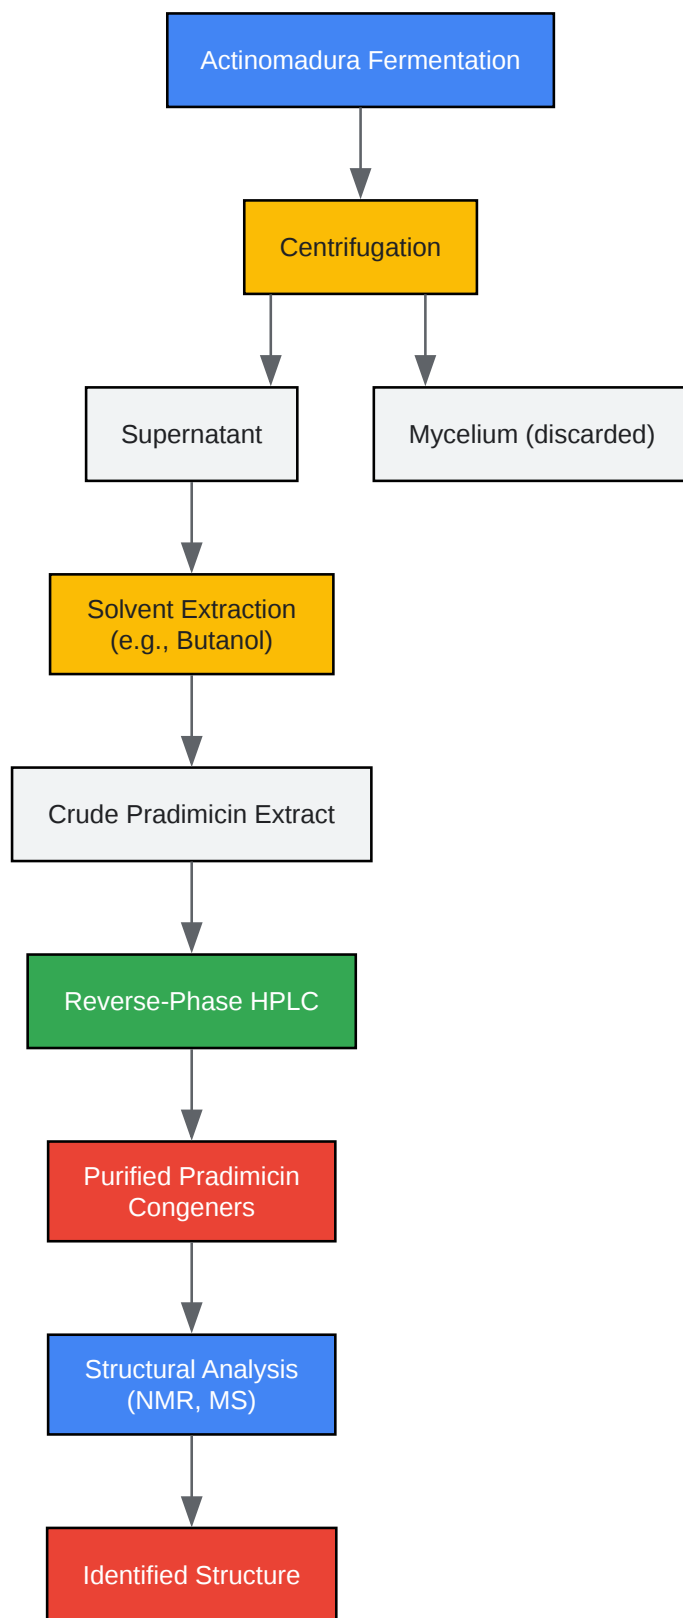 Actinomadura Fermentation
Centrifugation
Supernatant
Mycelium (discarded)
Solvent Extraction
(e.g., Butanol)
Crude Pradimicin Extract
Reverse-Phase HPLC
Purified Pradimicin
Congeners
Structural Analysis
(NMR, MS)
Identified Structure